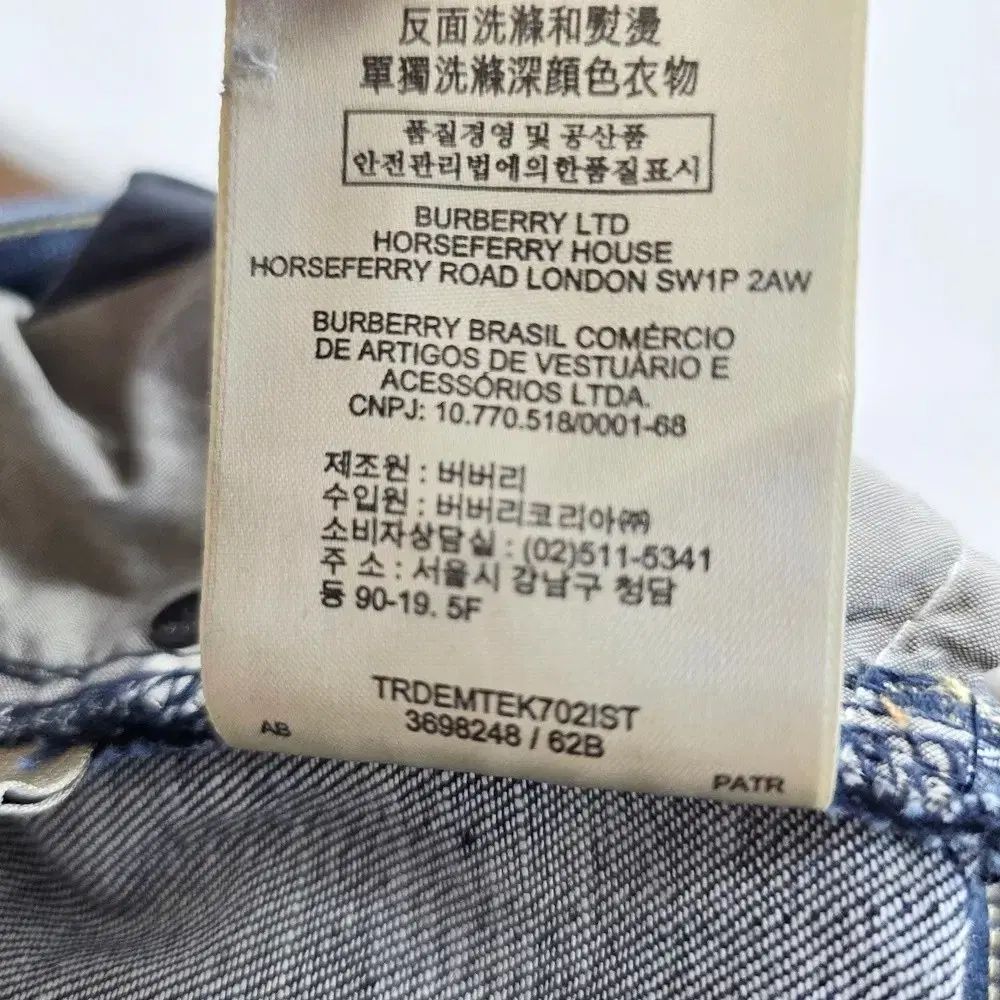 反面洗滌和熨燙
單獨洗滌深顏色衣物
품질경영 및 공산품
안전관리법에의한품질표시
BURBERRY LTD
HORSEFERRY HOUSE
HORSEFERRY ROAD LONDON SW1P 2AW
BURBERRY BRASIL COMÉRCIO
DE ARTIGOS DE VESTUÁRIO E
ACESSÓRIOS LTDA.
CNPJ: 10.770.518/0001-68
제조원 : 버버리
수입원 : 버버리코리아㈜
소비자상담실 : (02)511-5341
주 소 : 서울시 강남구 청담
동 90-19. 5F
TRDEMTEK702IST
3698248 / 62B
AB
PATR